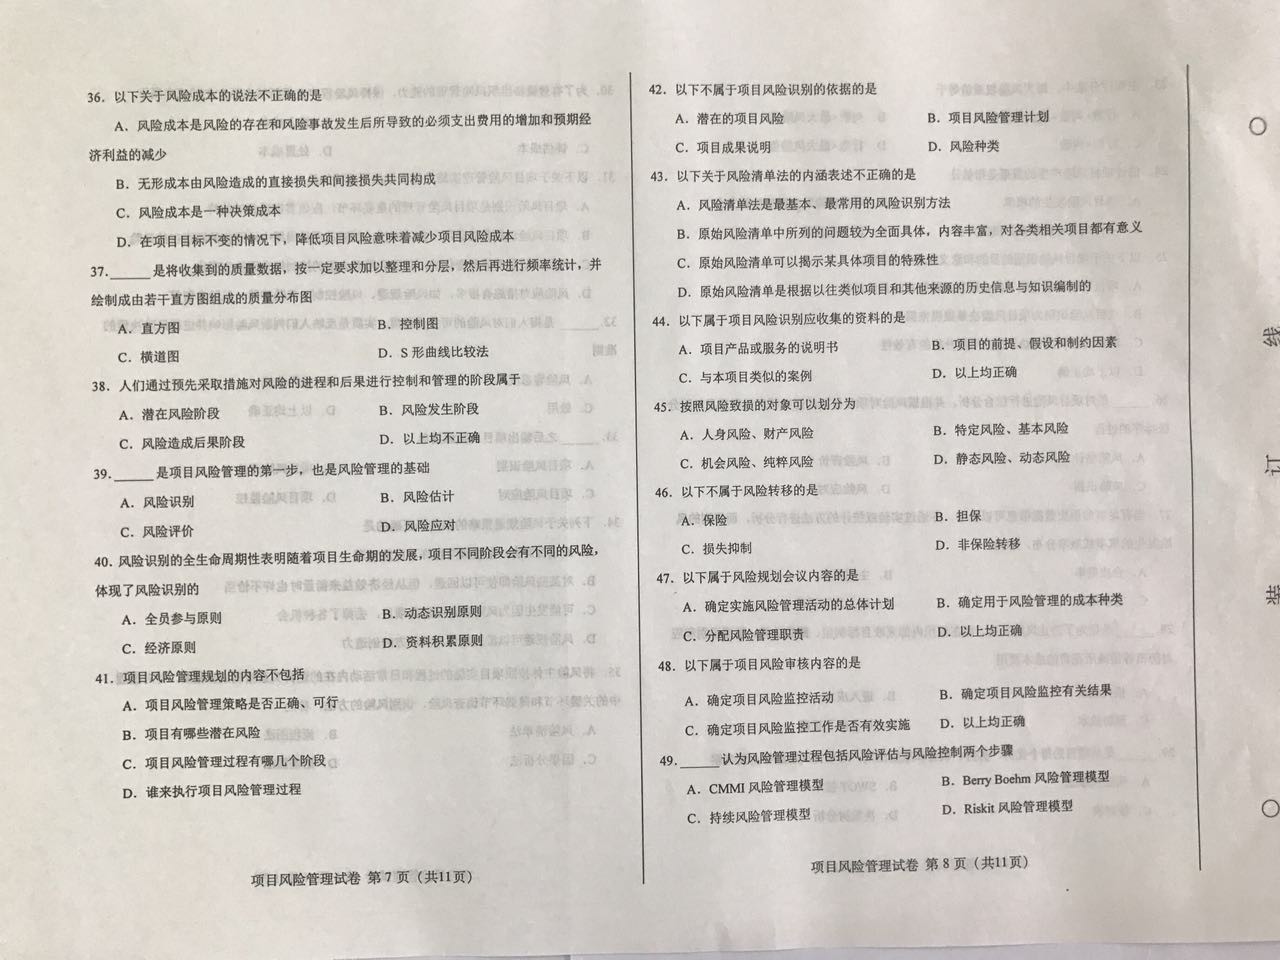 36．以下关于风险成本的说法不正确的是
A．风险成本是风险的存在和风险事故发生后所导致的必须支出费用的增加和预期经
济利益的减少
B．无形成本由风险造成的直接损失和间接损失共同构成
C．风险成本是一种决策成本
D．在项目目标不变的情况下，降低项目风险意味着减少项目风险成本
37.______是将收集到的质量数据，按一定要求加以整理和分层，然后再进行频率统计，并
绘制成由若干直方图组成的质量分布图
A．直方图 B．控制图
C．横道图 D．S 形曲线比较法
38．人们通过预先采取措施对风险的进程和后果进行控制和管理的阶段属于
A．潜在风险阶段 B．风险发生阶段
C．风险造成后果阶段 D．以上均不正确
39.______是项目风险管理的第一步，也是风险管理的基础
A．风险识别 B．风险估计
C．风险评价 D．风险应对
40．风险识别的全生命周期性表明随着项目生命期的发展，项目不同阶段会有不同的风险，
体现了风险识别的
A．全员参与原则 B．动态识别原则
C．经济原则 D．资料积累原则
41．项目风险管理规划的内容不包括
A．项目风险管理策略是否正确、可行
B．项目有哪些潜在风险
C．项目风险管理过程有哪几个阶段
D．谁来执行项目风险管理过程
项目风险管理试卷 第 7 页（共11页）
42．以下不属于项目风险识别的依据的是
A．潜在的项目风险 B．项目风险管理计划
C．项目成果说明 D．风险种类
43．以下关于风险清单法的内涵表述不正确的是
A．风险清单法是最基本、最常用的风险识别方法
B．原始风险清单中所列的问题较为全面具体，内容丰富，对各类相关项目都有意义
C．原始风险清单可以揭示某具体项目的特殊性
D．原始风险清单是根据以往类似项目和其他来源的历史信息与知识编制的
44．以下属于项目风险识别应收集的资料的是
A．项目产品或服务的说明书 B．项目的前提、假设和制约因素
C．与本项目类似的案例 D．以上均正确
45．按照风险致损的对象可以划分为
A．人身风险、财产风险 B．特定风险、基本风险
C．机会风险、纯粹风险 D．静态风险、动态风险
46．以下不属于风险转移的是
A．保险 B．担保
C．损失抑制 D．非保险转移
47．以下属于风险规划会议内容的是
A．确定实施风险管理活动的总体计划 B．确定用于风险管理的成本种类
C．分配风险管理职责 D．以上均正确
48．以下属于项目风险审核内容的是
A．确定项目风险监控活动 B．确定项目风险监控有关结果
C．确定项目风险监控工作是否有效实施 D．以上均正确
49.______认为风险管理过程包括风险评估与风险控制两个步骤
A．CMMI 风险管理模型 B．Berry Boehm 风险管理模型
C．持续风险管理模型 D．Riskit 风险管理模型
项目风险管理试卷 第 8 页（共11页）
线
订
装